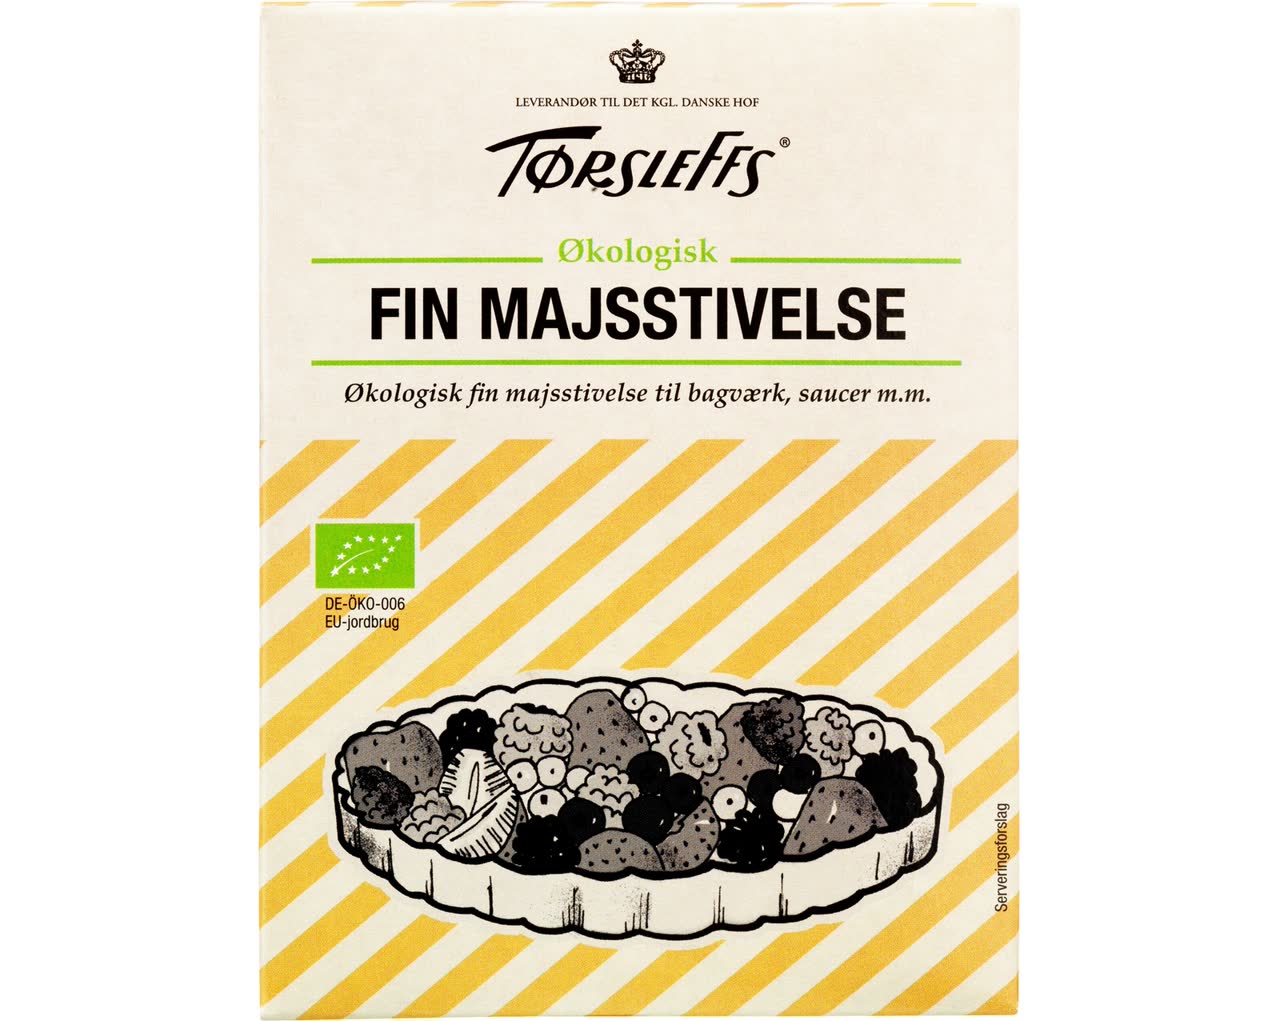 LEVERANDØR TIL DET KGL. DANSKE HOF
TØRSLEFFS®
Økologisk
FIN MAJSSTIVELSE
Økologisk fin majsstivelse til bagværk, saucer m.m.
DE-ÖKO-006
EU-jordbrug
Serveringsforslag